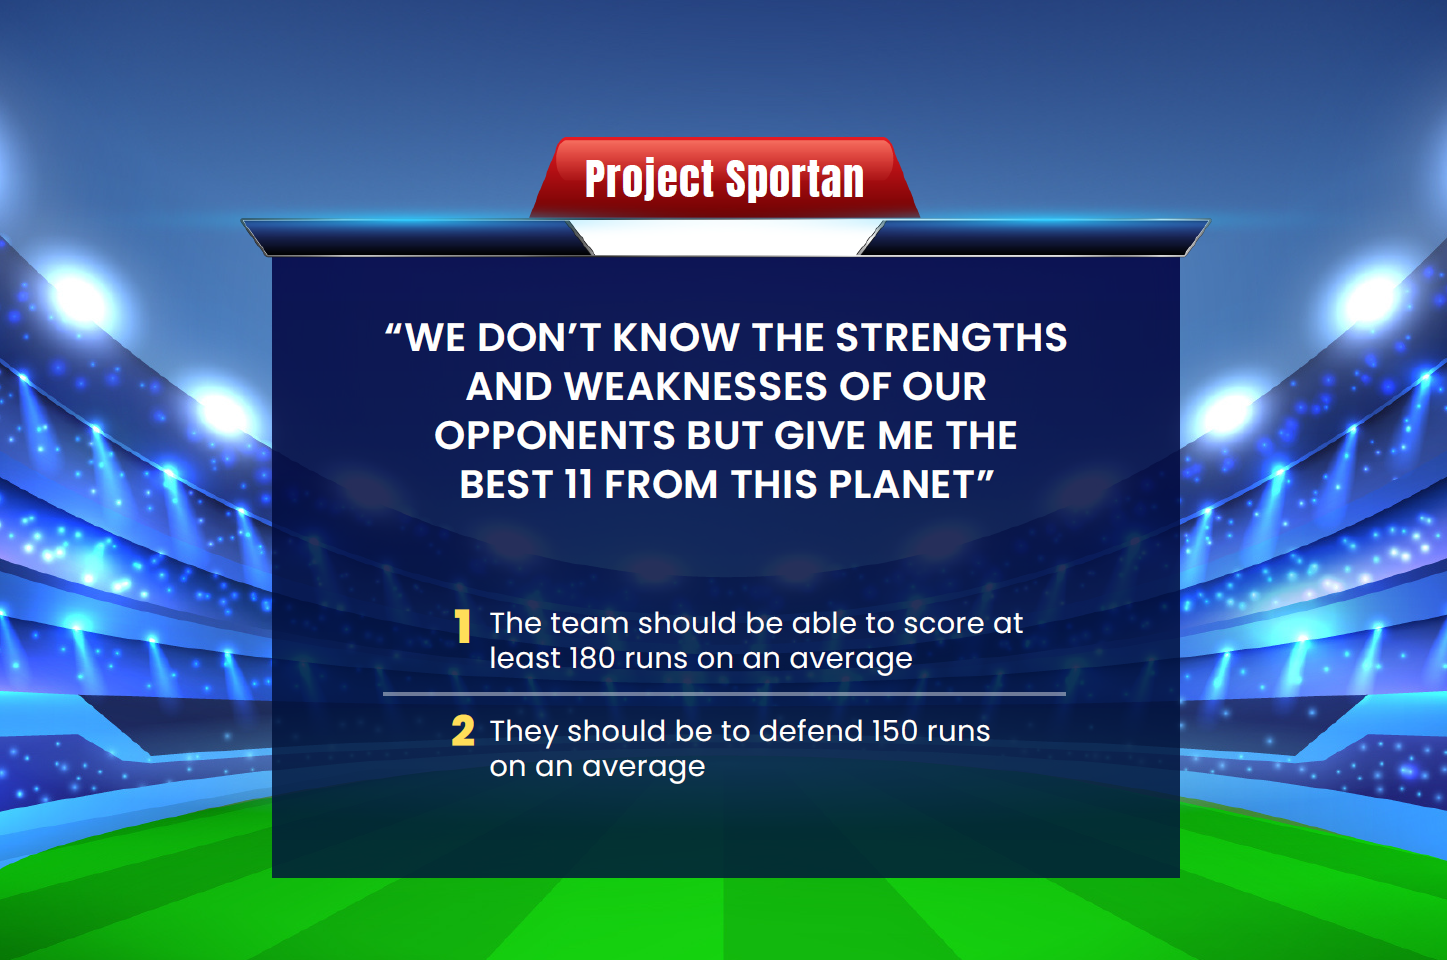 Project Sportan
“WE DON’T KNOW THE STRENGTHS
AND WEAKNESSES OF OUR
OPPONENTS BUT GIVE ME THE
BEST 11 FROM THIS PLANET”
1 The team should be able to score at
least 180 runs on an average
2 They should be to defend 150 runs
on an average